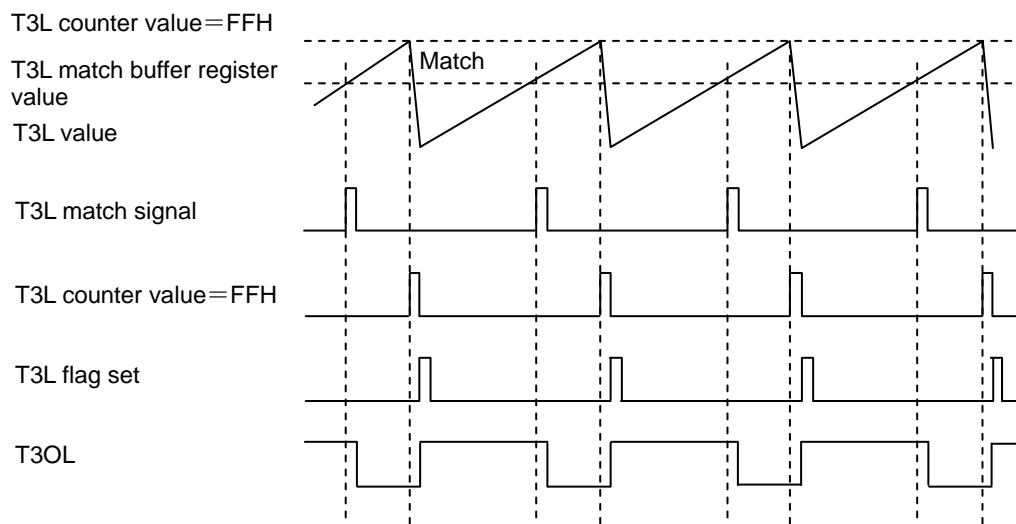 T3L counter value＝FFH
T3L match buffer register
value
Match
T3L value
T3L match signal
T3L counter value＝FFH
T3L flag set
T3OL